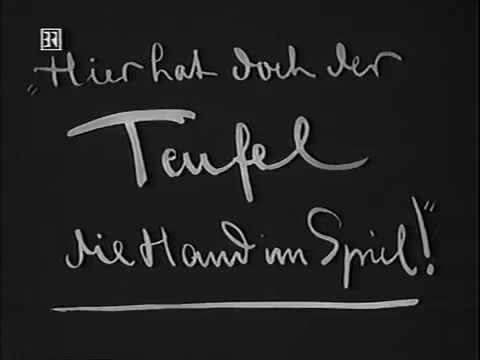 „Hier hat doch der
Teufel
die Hand im Spiel!"